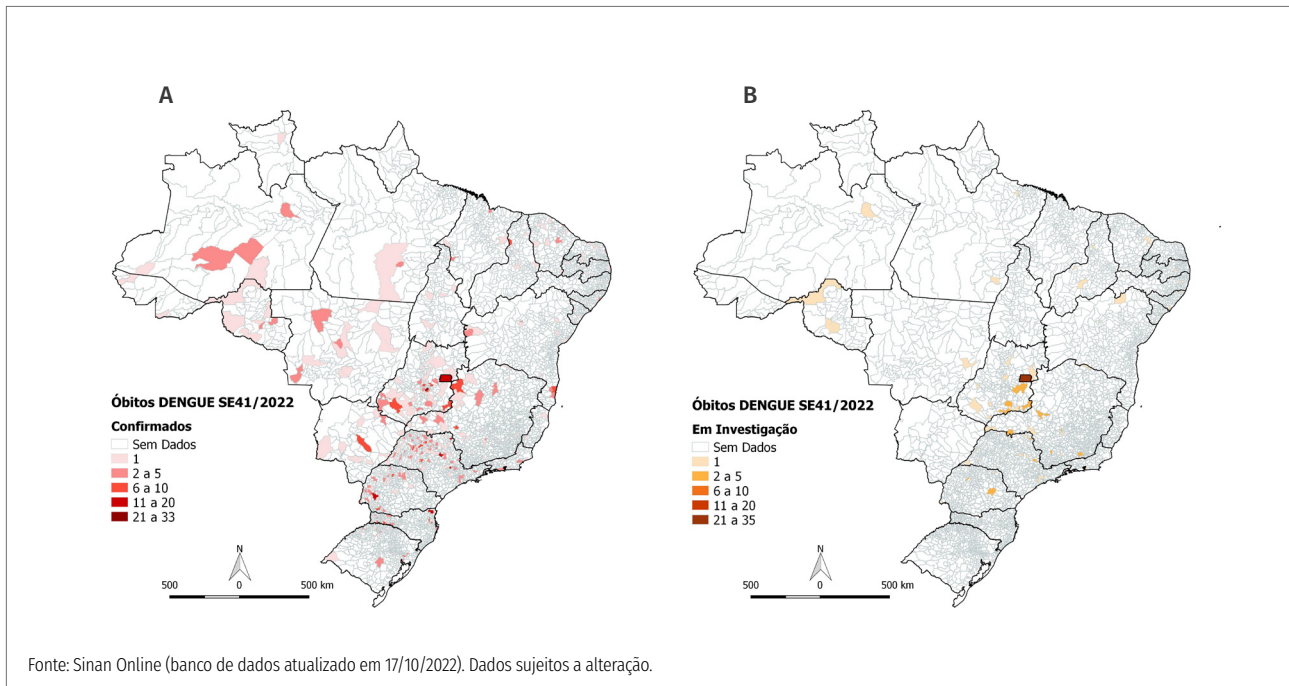 A
Óbitos DENGUE SE41/2022
Confirmados
Sem Dados
1
2 a 5
6 a 10
11 a 20
21 a 33
N
500 0 500 km
B
Óbitos DENGUE SE41/2022
Em Investigação
Sem Dados
1
2 a 5
6 a 10
11 a 20
21 a 35
N
500 0 500 km
Fonte: Sinan Online (banco de dados atualizado em 17/10/2022). Dados sujeitos a alteração.